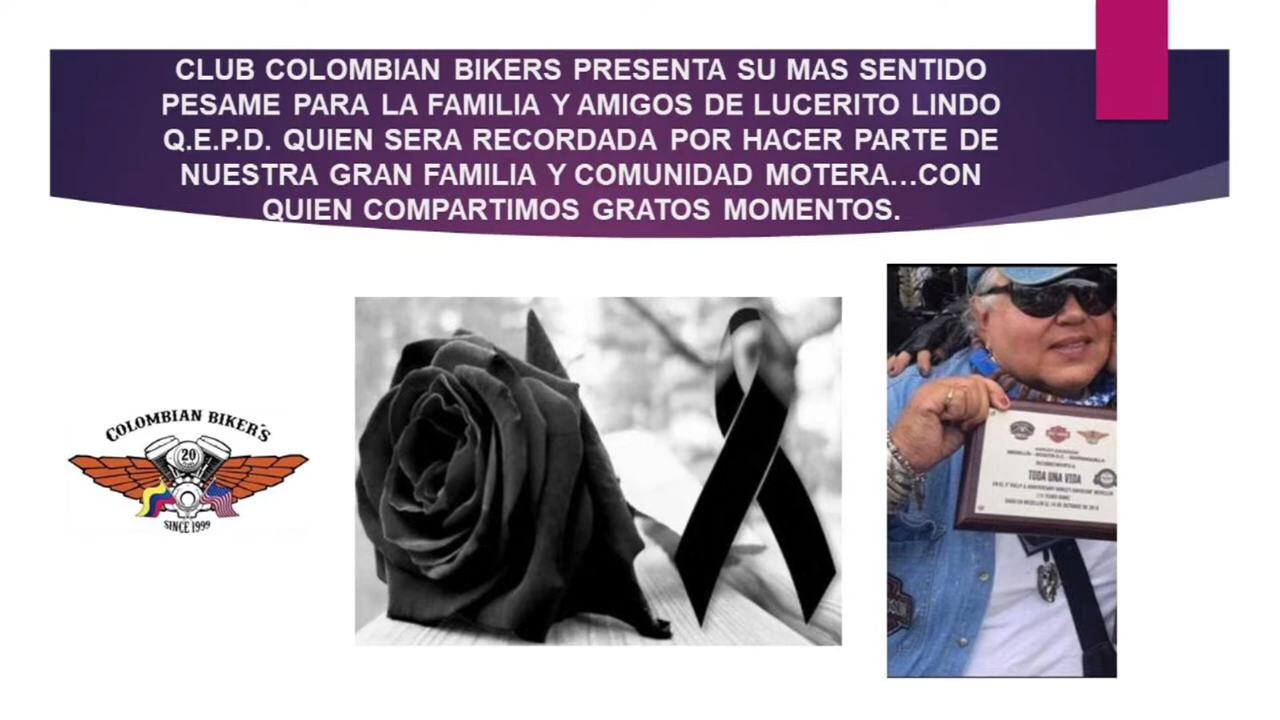 CLUB COLOMBIAN BIKERS PRESENTA SU MAS SENTIDO
PESAME PARA LA FAMILIA Y AMIGOS DE LUCERITO LINDO
Q.E.P.D. QUIEN SERA RECORDADA POR HACER PARTE DE
NUESTRA GRAN FAMILIA Y COMUNIDAD MOTERA...CON
QUIEN COMPARTIMOS GRATOS MOMENTOS.
COLOMBIAN BIKER'S
20
SINCE 1999
TODA UNA VIDA